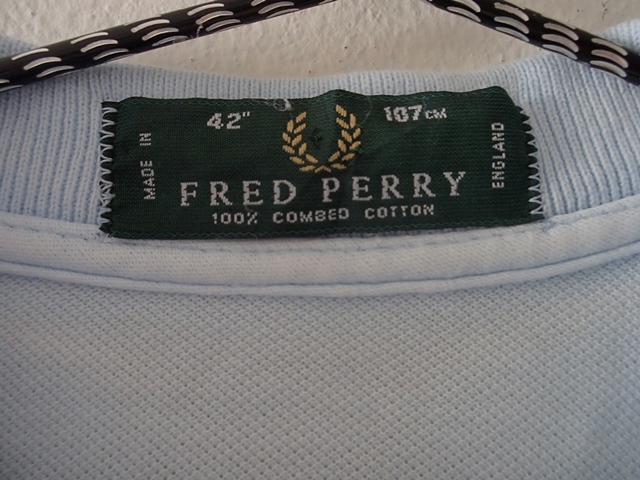 42" 107CM
MADE IN
ENGLAND
FRED PERRY
100% COMBED COTTON